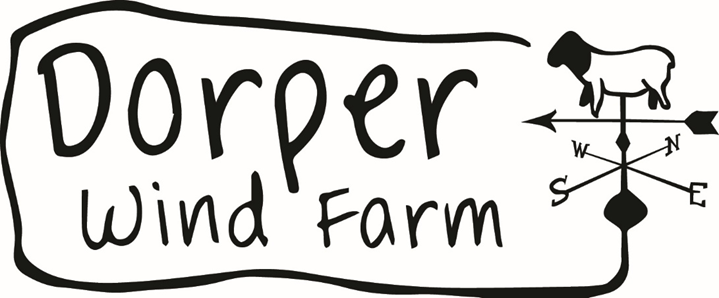 Dorper
Wind Farm
W N
S E